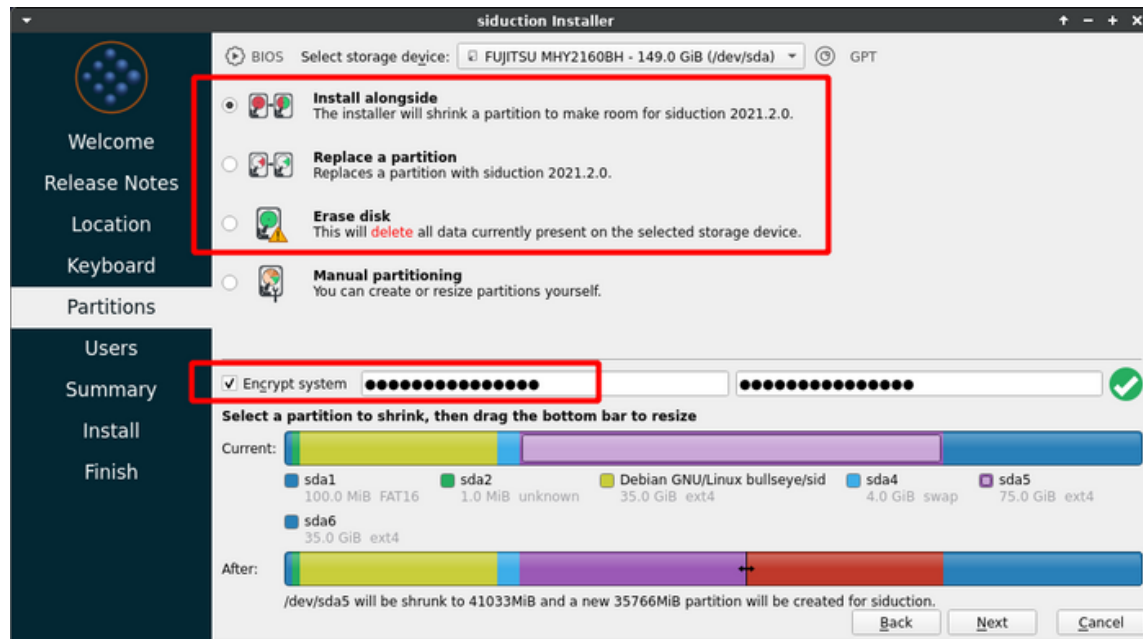 siduction Installer
BIOS Select storage device: FUJITSU MHY2160BH - 149.0 GiB (/dev/sda) GPT
Install alongside
The installer will shrink a partition to make room for siduction 2021.2.0.
Replace a partition
Replaces a partition with siduction 2021.2.0.
Erase disk
This will delete all data currently present on the selected storage device.
Manual partitioning
You can create or resize partitions yourself.
Welcome
Release Notes
Location
Keyboard
Partitions
Users
Summary
Install
Finish
Encrypt system ●●●●●●●●●●●●●●● ●●●●●●●●●●●●●●●
Select a partition to shrink, then drag the bottom bar to resize
Current:
sda1 sda2 Debian GNU/Linux bullseye/sid sda4 sda5
100.0 MiB FAT16 1.0 MiB unknown 35.0 GiB ext4 4.0 GiB swap 75.0 GiB ext4
sda6
35.0 GiB ext4
After:
/dev/sda5 will be shrunk to 41033MiB and a new 35766MiB partition will be created for siduction.
Back Next Cancel